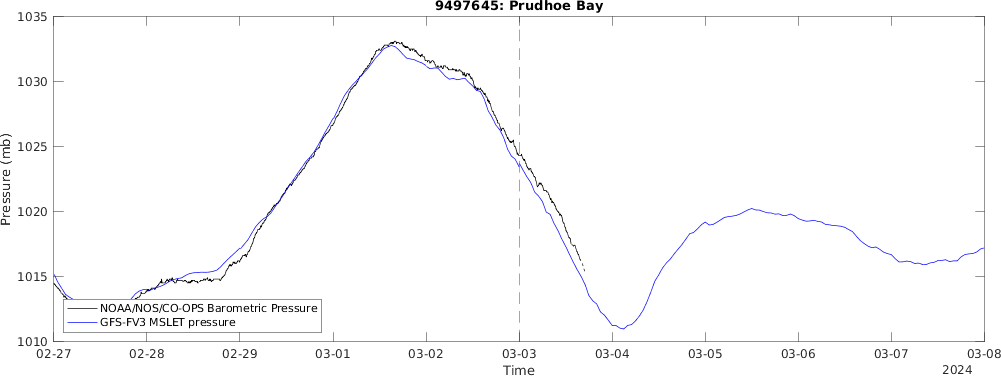 9497645: Prudhoe Bay
1035
1030
1025
1020
1015
1010
Pressure (mb)
NOAA/NOS/CO-OPS Barometric Pressure
GFS-FV3 MSLET pressure
02-27 02-28 02-29 03-01 03-02 03-03 03-04 03-05 03-06 03-07 03-08
Time
2024